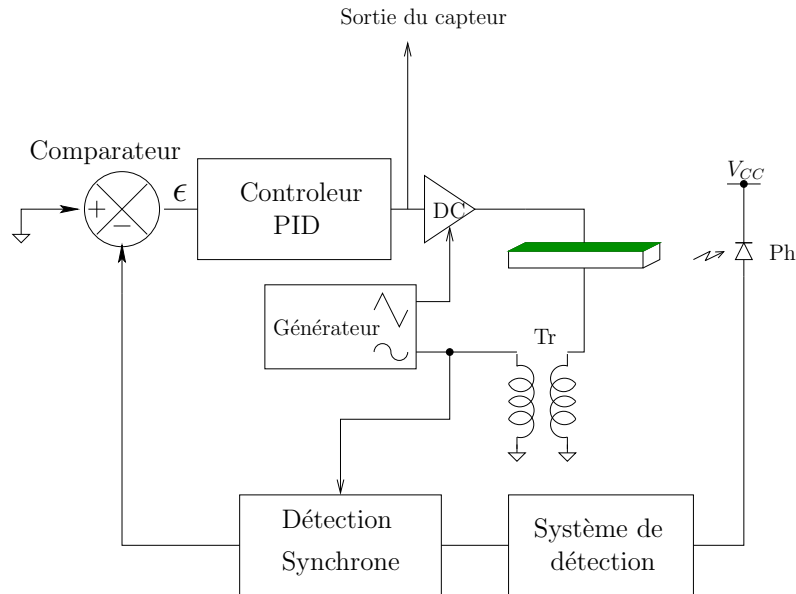 Sortie du capteur
Comparateur
+
−
ϵ
Controleur
PID
DC
V_CC
Ph
Générateur
Tr
Détection
Synchrone
Système de
détection